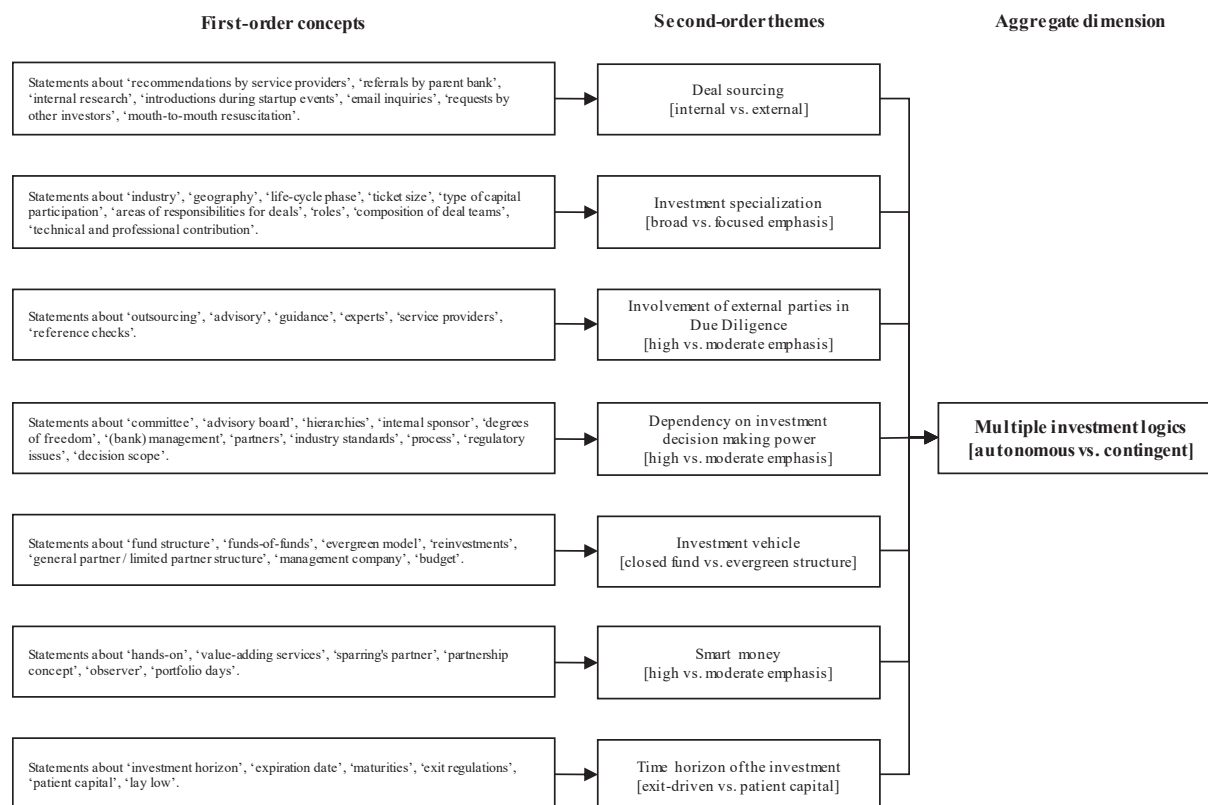 First-order concepts
Second-order themes
Aggregate dimension
Statements about ‘recommendations by service providers’, ‘referrals by parent bank’,
‘internal research’, ‘introductions during startup events’, ‘email inquiries’, ‘requests by
other investors’, ‘mouth-to-mouth resuscitation’.
Deal sourcing
[internal vs. external]
Statements about ‘industry’, ‘geography’, ‘life-cycle phase’, ‘ticket size’, ‘type of capital
participation’, ‘areas of responsibilities for deals’, ‘roles’, ‘composition of deal teams’,
‘technical and professional contribution’.
Investment specialization
[broad vs. focused emphasis]
Statements about ‘outsourcing’, ‘advisory’, ‘guidance’, ‘experts’, ‘service providers’,
‘reference checks’.
Involvement of external parties in
Due Diligence
[high vs. moderate emphasis]
Statements about ‘committee’, ‘advisory board’, ‘hierarchies’, ‘internal sponsor’, ‘degrees
of freedom’, ‘(bank) management’, ‘partners’, ‘industry standards’, ‘process’, ‘regulatory
issues’, ‘decision scope’.
Dependency on investment
decision making power
[high vs. moderate emphasis]
Multiple investment logics
[autonomous vs. contingent]
Statements about ‘fund structure’, ‘funds-of-funds’, ‘evergreen model’, ‘reinvestments’,
‘general partner / limited partner structure’, ‘management company’, ‘budget’.
Investment vehicle
[closed fund vs. evergreen structure]
Statements about ‘hands-on’, ‘value-adding services’, ‘sparring's partner’, ‘partnership
concept’, ‘observer’, ‘portfolio days’.
Smart money
[high vs. moderate emphasis]
Statements about ‘investment horizon’, ‘expiration date’, ‘maturities’, ‘exit regulations’,
‘patient capital’, ‘lay low’.
Time horizon of the investment
[exit-driven vs. patient capital]